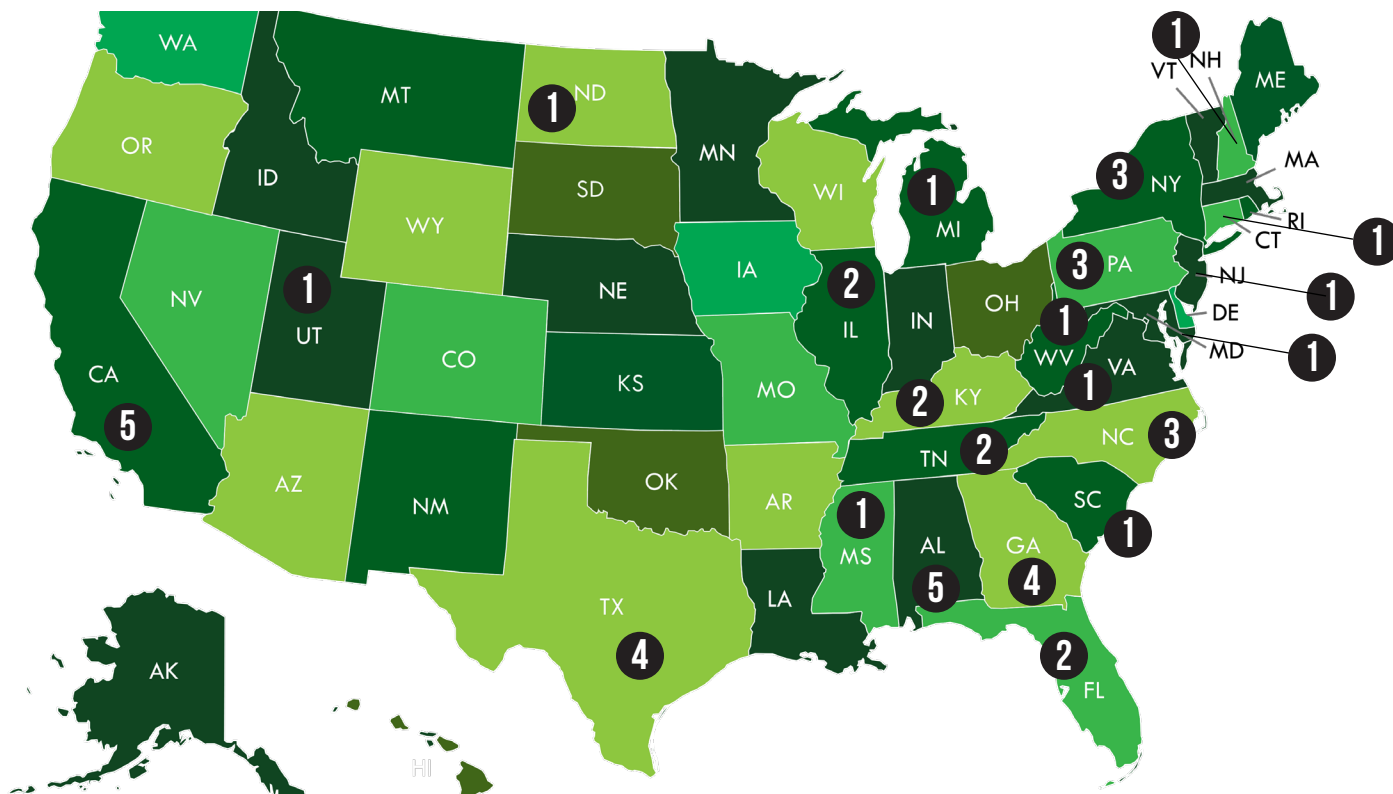 1
WA
VT NH
ME
MT
1 ND
OR
MN
MA
ID
SD
WI
1
3 NY
WY
MI
RI
CT
1
IA
3 PA
NV
1
NE
2
OH
NJ
1
UT
IL
IN
1
DE
CO
WV
MD
1
CA
KS
MO
VA
1
2 KY
5
NC 3
TN 2
AZ
OK
AR
SC
NM
1
1
MS
AL
GA
TX
LA
5
4
4
2
AK
FL
HI